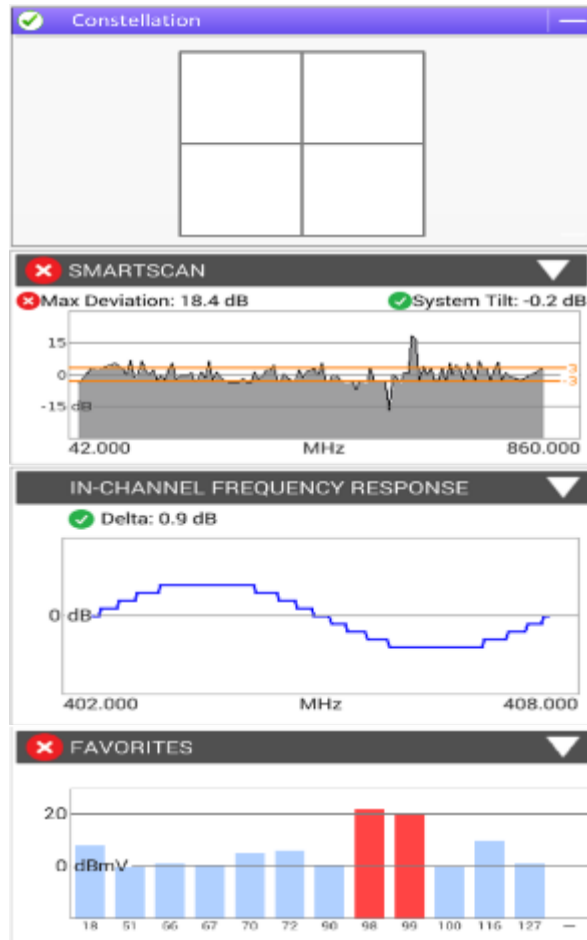 Constellation
SMARTSCAN
Max Deviation: 18.4 dB System Tilt: -0.2 dB
15
0
-15 dB
3
-3
42.000 MHz 860.000
IN-CHANNEL FREQUENCY RESPONSE
Delta: 0.9 dB
0 dB
402.000 MHz 408.000
FAVORITES
20
0 dBmV
18 51 66 67 70 72 90 98 99 100 116 127 —